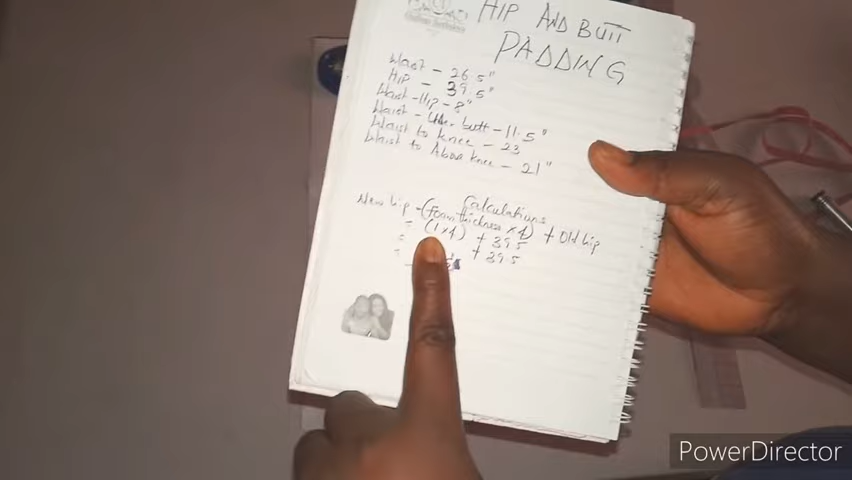 HIP AND BUTT
PADDING
Waist - 26.5"
Hip - 39.5"
Waist-Hip - 8"
Waist - butt - 11.5"
Waist to knee - 23
Waist to Above knee - 21"
Calculations
New hip = (foam thickness x 4) + Old hip
= (1 x 4) + 39.5
= + 39.5
PowerDirector